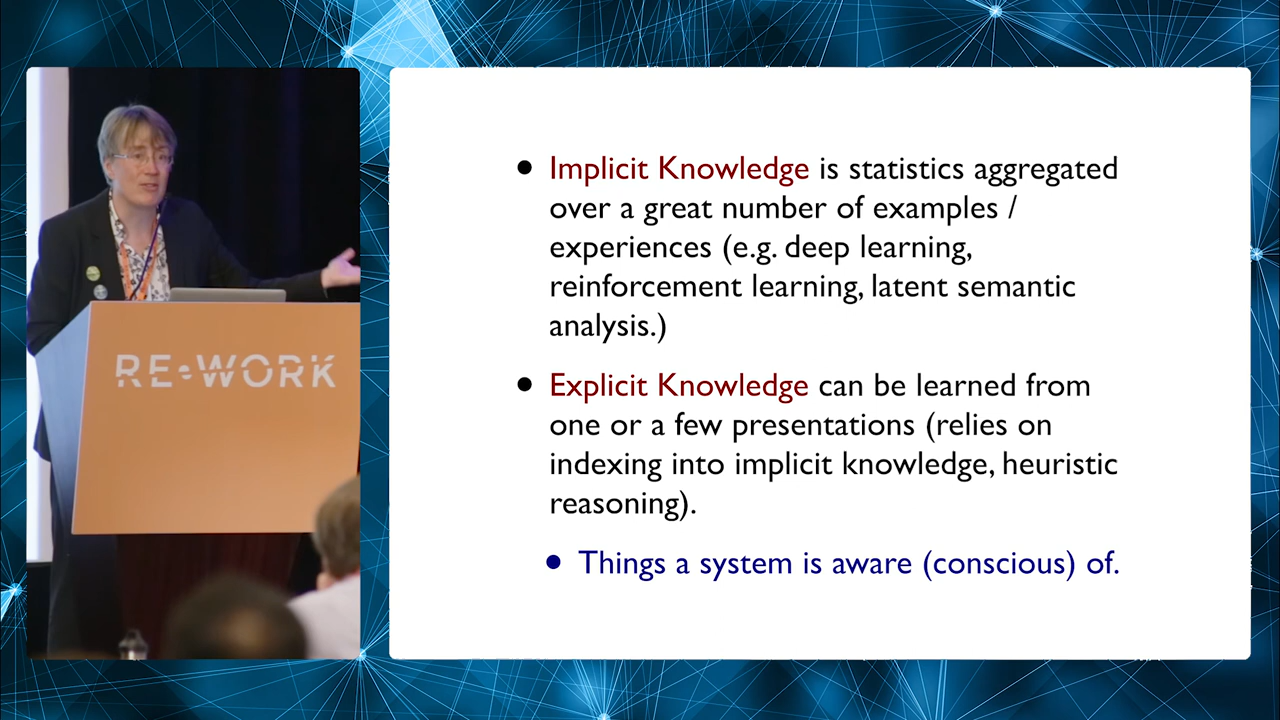 RE•WORK
• Implicit Knowledge is statistics aggregated
over a great number of examples /
experiences (e.g. deep learning,
reinforcement learning, latent semantic
analysis.)
• Explicit Knowledge can be learned from
one or a few presentations (relies on
indexing into implicit knowledge, heuristic
reasoning).
• Things a system is aware (conscious) of.